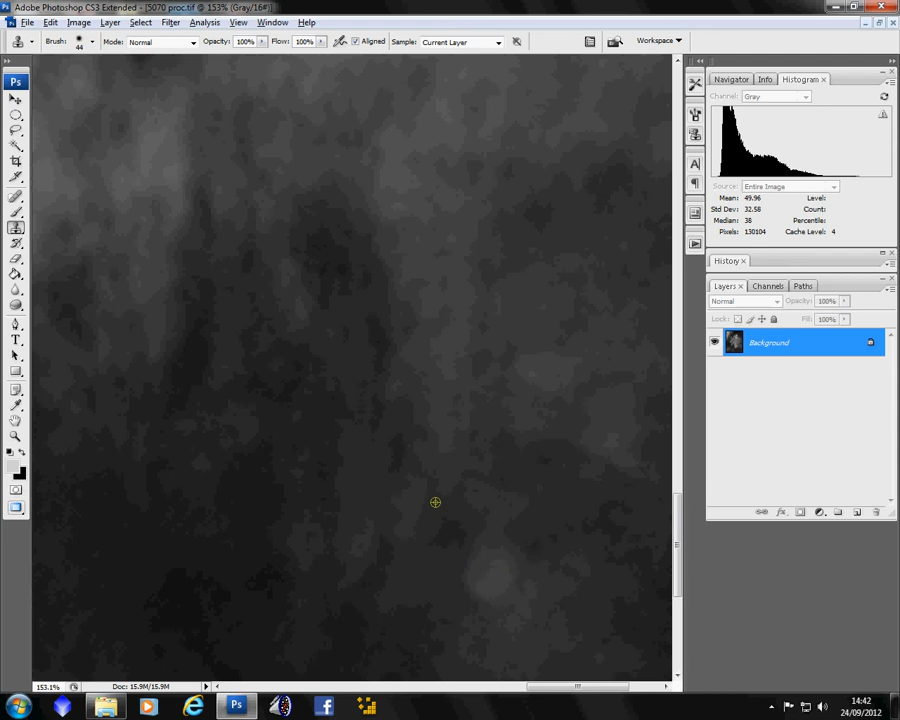 Adobe Photoshop CS3 Extended - [5070 proc.tif @ 153% (Gray/16#)]
File Edit Image Layer Select Filter Analysis View Window Help
Brush: 44 Mode: Normal Opacity: 100% Flow: 100% Aligned Sample: Current Layer Workspace
Ps
Navigator Info Histogram x
Channel: Gray
Source: Entire Image
Mean: 49.96 Level:
Std Dev: 32.58 Count:
Median: 38 Percentile:
Pixels: 130104 Cache Level: 4
History x
Layers x Channels Paths
Normal Opacity: 100%
Lock: Fill: 100%
Background
A
T
153.1% Doc: 15.9M/15.9M
Ps
14:42
24/09/2012